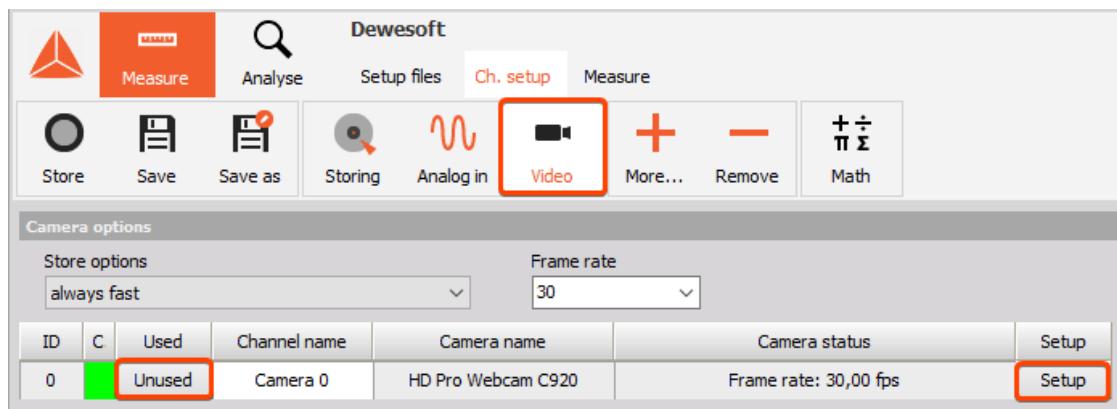 Dewesoft
Measure Analyse Setup files Ch. setup Measure
Store Save Save as Storing Analog in Video More... Remove Math
Camera options
Store options Frame rate
always fast 30
ID C Used Channel name Camera name Camera status Setup
0 Unused Camera 0 HD Pro Webcam C920 Frame rate: 30,00 fps Setup